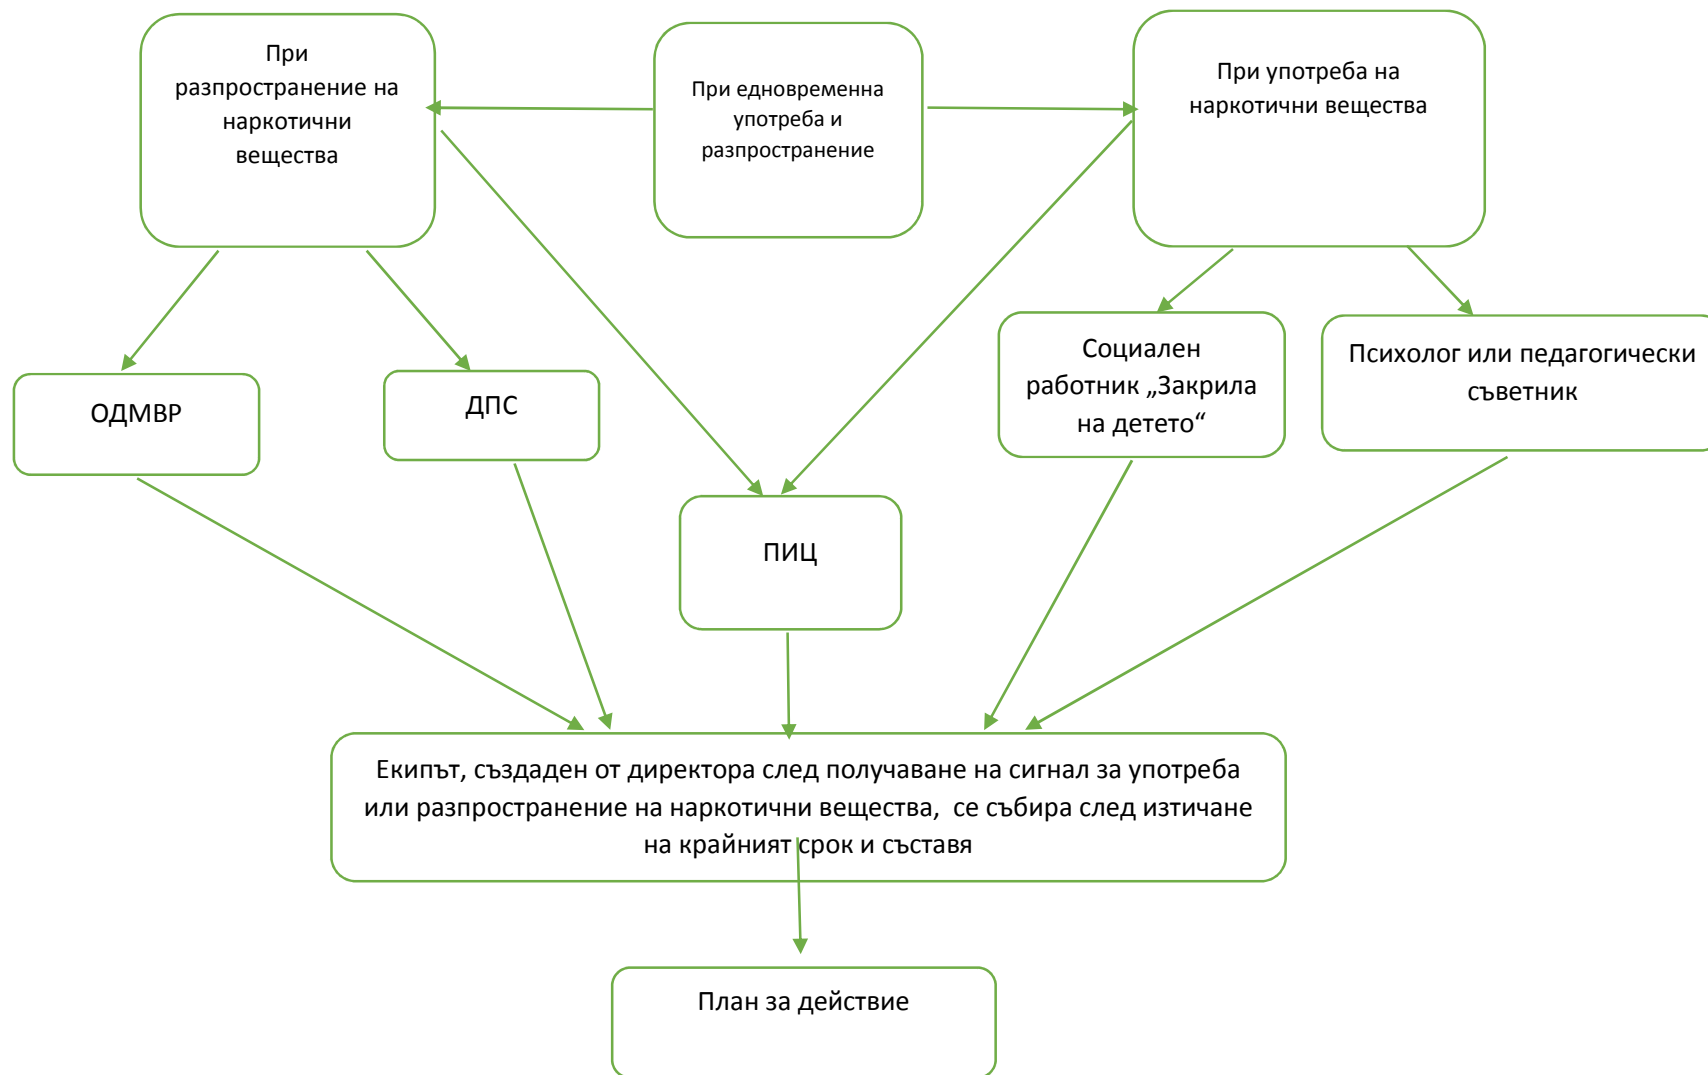 При
разпространение на
наркотични
вещества
При едновременна
употреба и
разпространение
При употреба на
наркотични вещества
ОДМВР
ДПС
Социален
работник „Закрила
на детето“
Психолог или педагогически
съветник
ПИЦ
Екипът, създаден от директора след получаване на сигнал за употреба
или разпространение на наркотични вещества,  се събира след изтичане
на крайният срок и съставя
План за действие